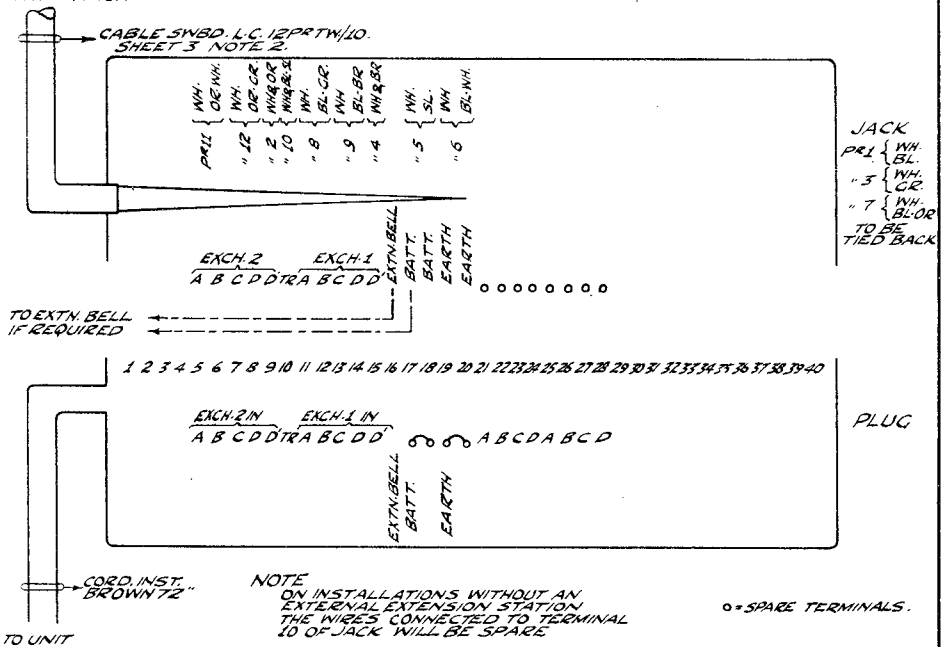 CABLE SWBD. L.C. 12PRTW/10.
SHEET 3 NOTE 2.
WH. OR.WH. WH. OR.GR. WH&OR WH&BL-SL WH. BL-GR. WH BL-BR WH&BR WH. SL. WH BL-WH.
PR11 "12 "2 "10 "8 "9 "4 "5 "6
JACK
PR1 { WH. BL.
"3 { WH. GR.
"7 { WH- BL-OR
TO BE
TIED BACK
EXCH.2 EXCH.1
A B C D D' TR A B C D D' EXTN.BELL BATT. BATT. EARTH EARTH
TO EXTN. BELL
IF REQUIRED
1 2 3 4 5 6 7 8 9 10 11 12 13 14 15 16 17 18 19 20 21 22 23 24 25 26 27 28 29 30 31 32 33 34 35 36 37 38 39 40
EXCH.2 IN EXCH.1 IN
A B C D D' TR A B C D D' A B C D A B C D
PLUG
EXTN.BELL BATT. EARTH
CORD. INST.
BROWN 72"
TO UNIT
NOTE
ON INSTALLATIONS WITHOUT AN
EXTERNAL EXTENSION STATION
THE WIRES CONNECTED TO TERMINAL
10 OF JACK WILL BE SPARE
o = SPARE TERMINALS.